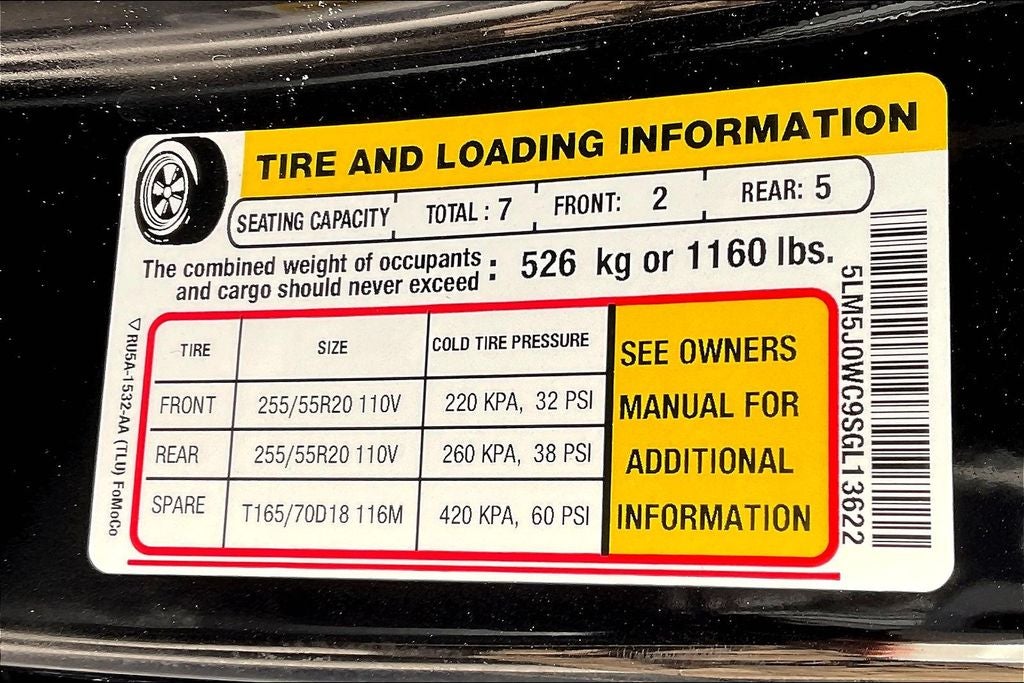 TIRE AND LOADING INFORMATION
SEATING CAPACITY TOTAL : 7 FRONT: 2 REAR: 5
The combined weight of occupants
and cargo should never exceed : 526 kg or 1160 lbs.
TIRE SIZE COLD TIRE PRESSURE
FRONT 255/55R20 110V 220 KPA, 32 PSI
REAR 255/55R20 110V 260 KPA, 38 PSI
SPARE T165/70D18 116M 420 KPA, 60 PSI
SEE OWNERS
MANUAL FOR
ADDITIONAL
INFORMATION
5LM5J0WC9SGL13622
▽ RU5A-1532-AA (TLU) FoMoCo